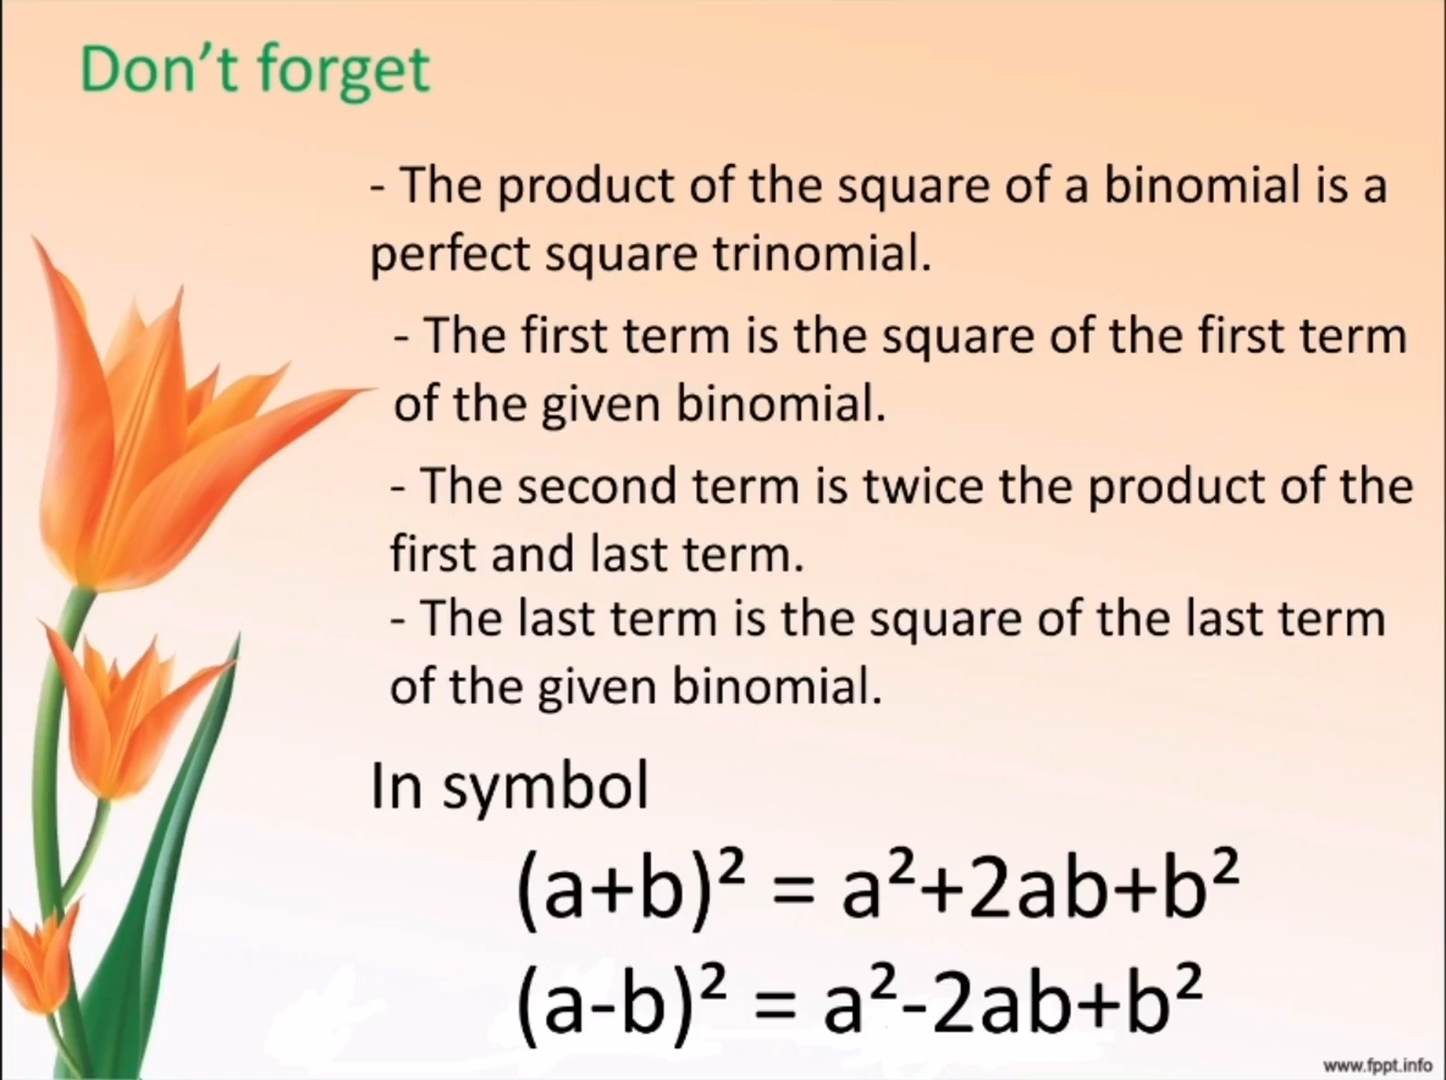 Don’t forget
- The product of the square of a binomial is a
perfect square trinomial.
- The first term is the square of the first term
of the given binomial.
- The second term is twice the product of the
first and last term.
- The last term is the square of the last term
of the given binomial.
In symbol
(a+b)² = a²+2ab+b²
(a-b)² = a²-2ab+b²
www.fppt.info